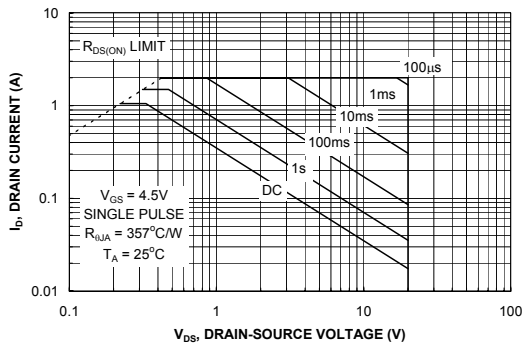 10
R_DS(ON) LIMIT
100μs
1ms
1
10ms
100ms
1s
DC
0.1
V_GS = 4.5V
SINGLE PULSE
R_θJA = 357°C/W
T_A = 25°C
0.01
0.1
1
10
100
I_D, DRAIN CURRENT (A)
V_DS, DRAIN-SOURCE VOLTAGE (V)